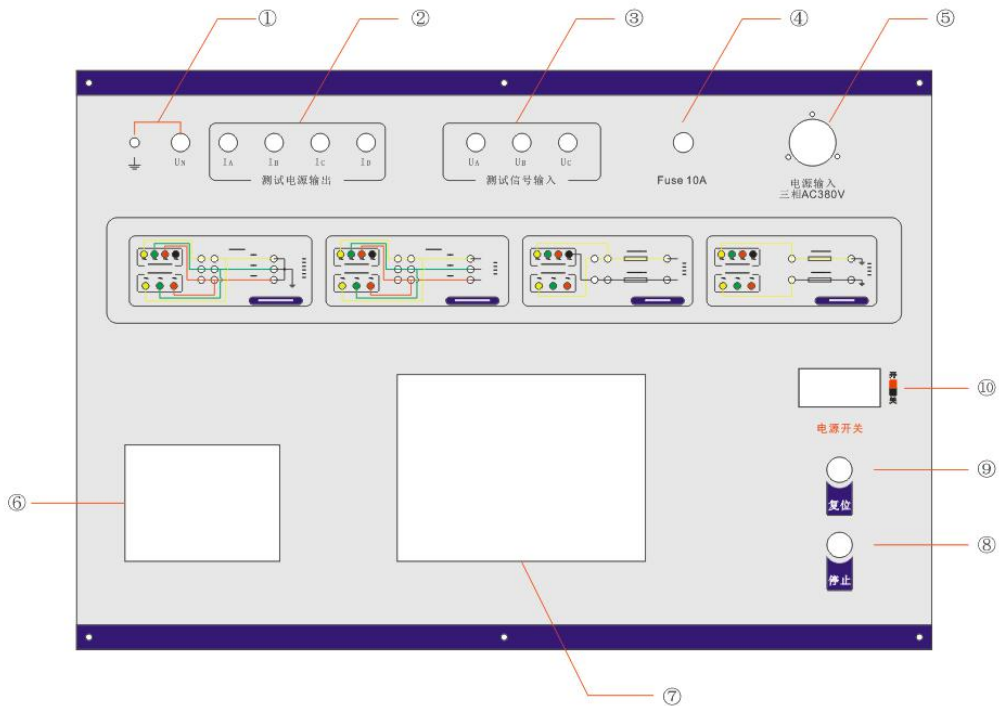 ① ② ③ ④ ⑤
UN IA IB IC ID UA UB UC
测试电源输出 测试信号输入 Fuse 10A 电源输入
三相AC380V
开
关
⑩
电源开关
⑨
复位
⑥
⑧
停止
⑦